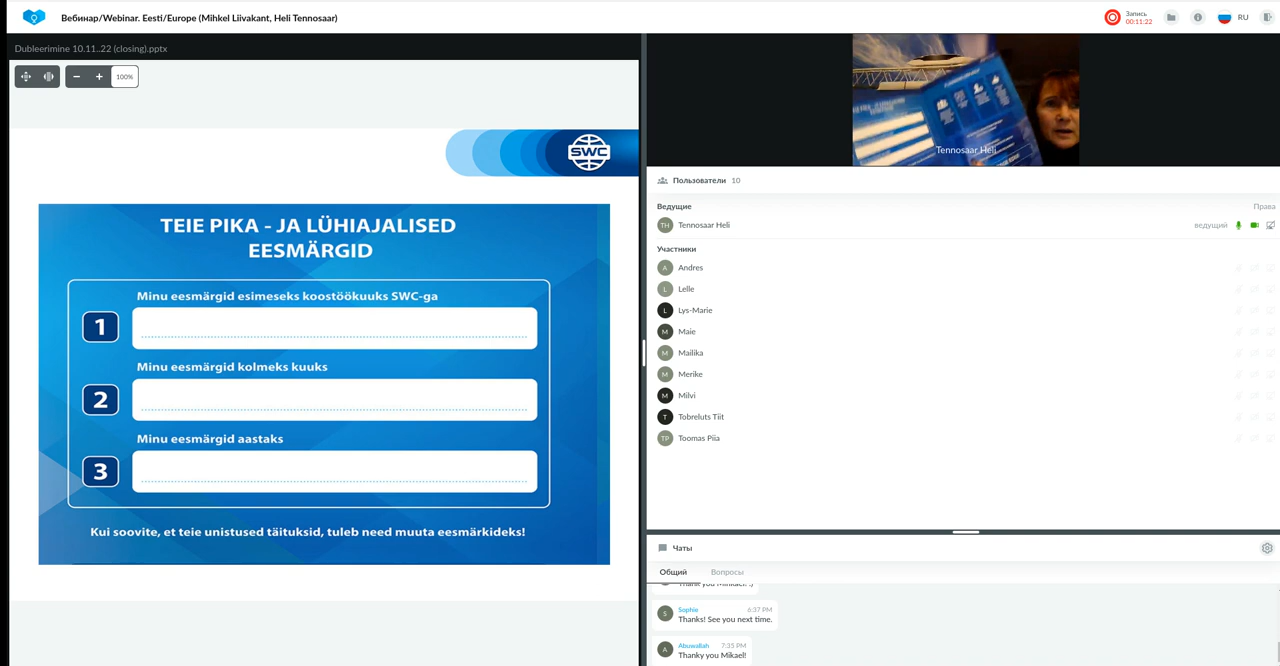 Вебинар/Webinar. Eesti/Europe (Mihkel Liivakant, Heli Tennosaar)
Запись
00:11:22
RU
Dubleerimine 10.11..22 (closing).pptx
100%
SWC
TEIE PIKA - JA LÜHIAJALISED
EESMÄRGID
Minu eesmärgid esimeseks koostöökuuks SWC-ga
1
Minu eesmärgid kolmeks kuuks
2
Minu eesmärgid aastaks
3
Kui soovite, et teie unistused täituksid, tuleb need muuta eesmärkideks!
Tennosaar Heli
Пользователи 10
Ведущие Права
TH Tennosaar Heli ведущий
Участники
A Andres
L Lelle
L Lys-Marie
M Maie
M Mailika
M Merike
M Milvi
T Tobreluts Tiit
TP Toomas Piia
Чаты
Общий Вопросы
S Sophie 6:37 PM
Thanks! See you next time.
A Abuwallah 7:35 PM
Thanky you Mikael!